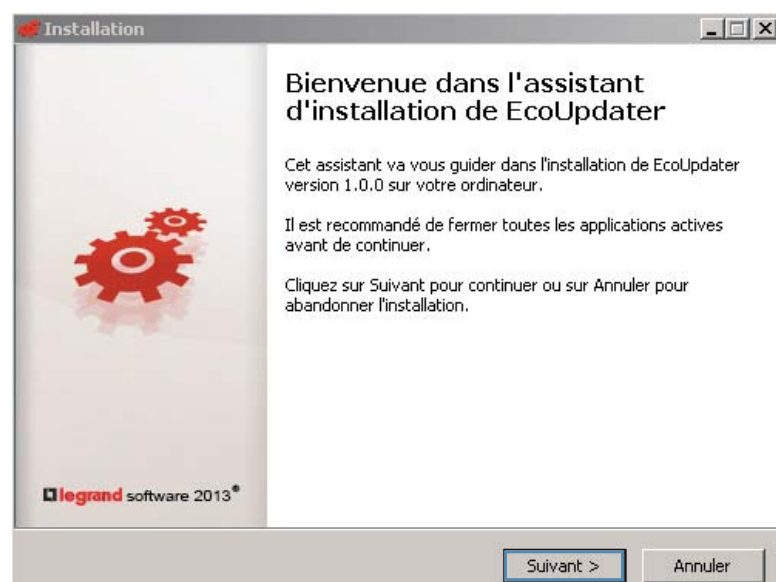 Installation
Bienvenue dans l'assistant
d'installation de EcoUpdater
Cet assistant va vous guider dans l'installation de EcoUpdater
version 1.0.0 sur votre ordinateur.
Il est recommandé de fermer toutes les applications actives
avant de continuer.
Cliquez sur Suivant pour continuer ou sur Annuler pour
abandonner l'installation.
legrand software 2013®
Suivant >
Annuler